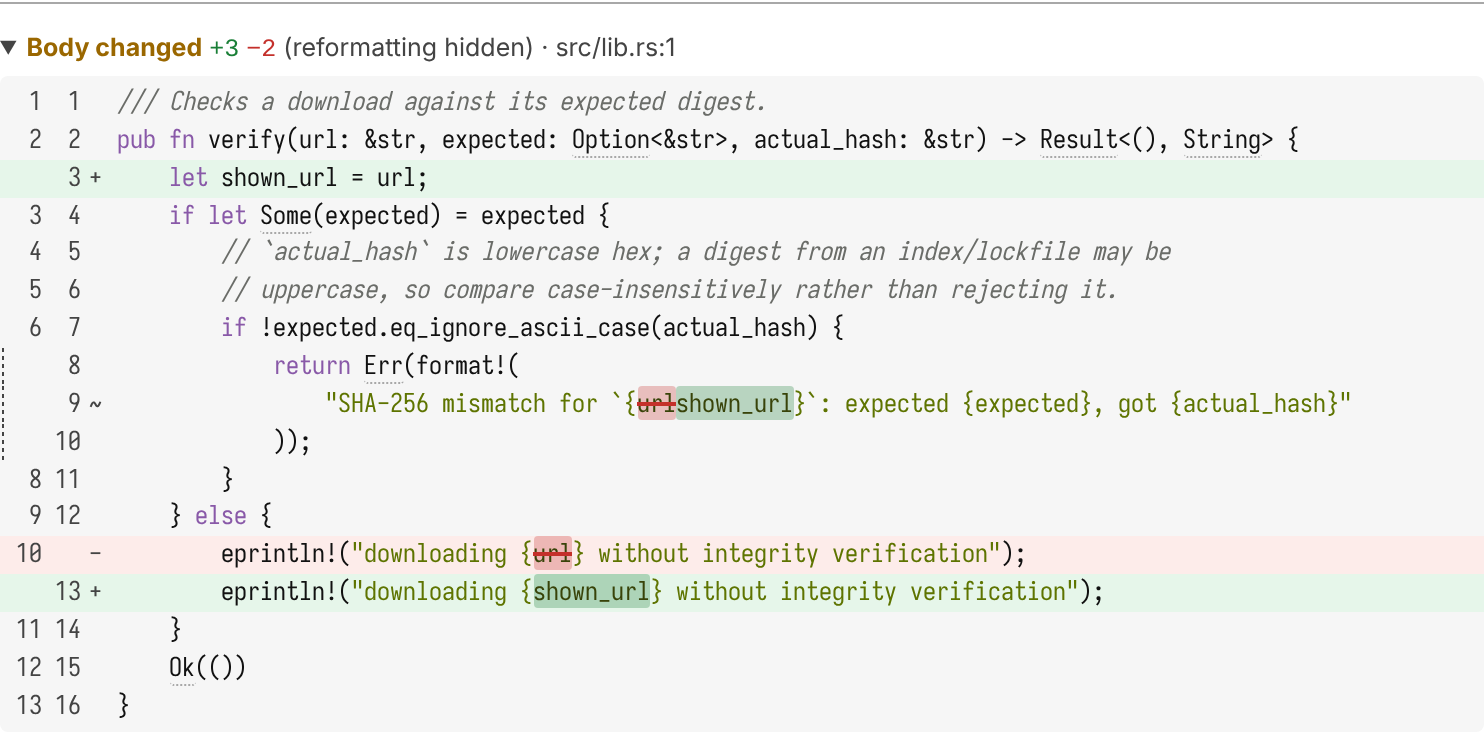 ▼ Body changed +3 −2 (reformatting hidden) · src/lib.rs:1
1 1 /// Checks a download against its expected digest.
2 2 pub fn verify(url: &str, expected: Option<&str>, actual_hash: &str) -> Result<(), String> {
3 + let shown_url = url;
3 4 if let Some(expected) = expected {
4 5 // `actual_hash` is lowercase hex; a digest from an index/lockfile may be
5 6 // uppercase, so compare case-insensitively rather than rejecting it.
6 7 if !expected.eq_ignore_ascii_case(actual_hash) {
8 return Err(format!(
9 ~ "SHA-256 mismatch for `{urlshown_url}`: expected {expected}, got {actual_hash}"
10 ));
8 11 }
9 12 } else {
10 − eprintln!("downloading {url} without integrity verification");
13 + eprintln!("downloading {shown_url} without integrity verification");
11 14 }
12 15 Ok(())
13 16 }